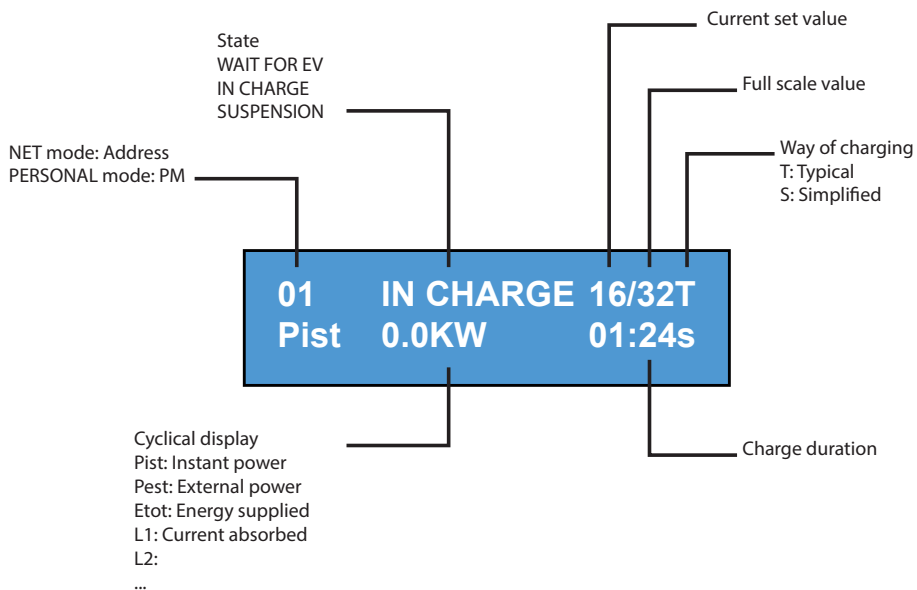 Current set value
State
WAIT FOR EV
IN CHARGE
SUSPENSION
Full scale value
NET mode: Address
PERSONAL mode: PM
Way of charging
T: Typical
S: Simplified
01 IN CHARGE 16/32T
Pist 0.0KW 01:24s
Cyclical display
Pist: Instant power
Pest: External power
Etot: Energy supplied
L1: Current absorbed
L2:
...
Charge duration